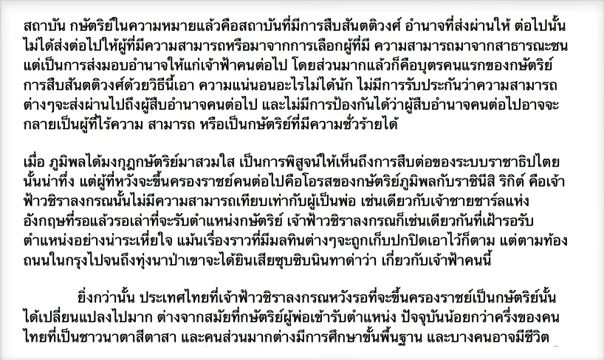 สถาบัน กษัตริย์ในความหมายแล้วคือสถาบันที่มีการสืบสันตติวงศ์ อำนาจที่ส่งผ่านให้ ต่อไปนั้น
ไม่ได้ส่งต่อไปให้ผู้ที่มีความสามารถหรือมาจากการเลือกผู้ที่มี ความสามารถมาจากสาธารณะชน
แต่เป็นการส่งมอบอำนาจให้แก่เจ้าฟ้าคนต่อไป โดยส่วนมากแล้วก็คือบุตรคนแรกของกษัตริย์
การสืบสันตติวงศ์ด้วยวิธีนี้เอา ความแน่นอนอะไรไม่ได้นัก ไม่มีการรับประกันว่าความสามารถ
ต่างๆจะส่งผ่านไปถึงผู้สืบอำนาจคนต่อไป และไม่มีการป้องกันได้ว่าผู้สืบอำนาจคนต่อไปอาจจะ
กลายเป็นผู้ที่ไร้ความ สามารถ หรือเป็นกษัตริย์ที่มีความชั่วร้ายได้
เมื่อ ภูมิพลได้มงกุฎกษัตริย์มาสวมใส่ เป็นการพิสูจน์ให้เห็นถึงการสืบต่อของระบบราชาธิปไตย
นั้นน่าทึ่ง แต่ผู้ที่หวังจะขึ้นครองราชย์คนต่อไปคือโอรสของกษัตริย์ภูมิพลกับราชินีสิ ริกิต์ คือเจ้า
ฟ้าวชิราลงกรณนั้นไม่มีความสามารถเทียบเท่ากับผู้เป็นพ่อ เช่นเดียวกับเจ้าชายชาร์ลแห่ง
อังกฤษที่รอแล้วรอเล่าที่จะรับตำแหน่งกษัตริย์ เจ้าฟ้าวชิราลงกรณก็เช่นเดียวกันที่เฝ้ารอรับ
ตำแหน่งอย่างน่าระเหี่ยใจ แม้นเรื่องราวที่มีมลทินต่างๆจะถูกเก็บปกปิดเอาไว้ก็ตาม แต่ตามท้อง
ถนนในกรุงไปจนถึงทุ่งนาป่าเขาจะได้ยินเสียซุบซิบนินทาด่าว่า เกี่ยวกับเจ้าฟ้าคนนี้
ยิ่งกว่านั้น ประเทศไทยที่เจ้าฟ้าวชิราลงกรณหวังรอที่จะขึ้นครองราชย์เป็นกษัตริย์นั้น
ได้เปลี่ยนแปลงไปมาก ต่างจากสมัยที่กษัตริย์ผู้พ่อเข้ารับตำแหน่ง ปัจจุบันน้อยกว่าครึ่งของคน
ไทยที่เป็นชาวนาตาสีตาสา และคนส่วนมากต่างมีการศึกษาขั้นพื้นฐาน และบางคนอาจมีชีวิต